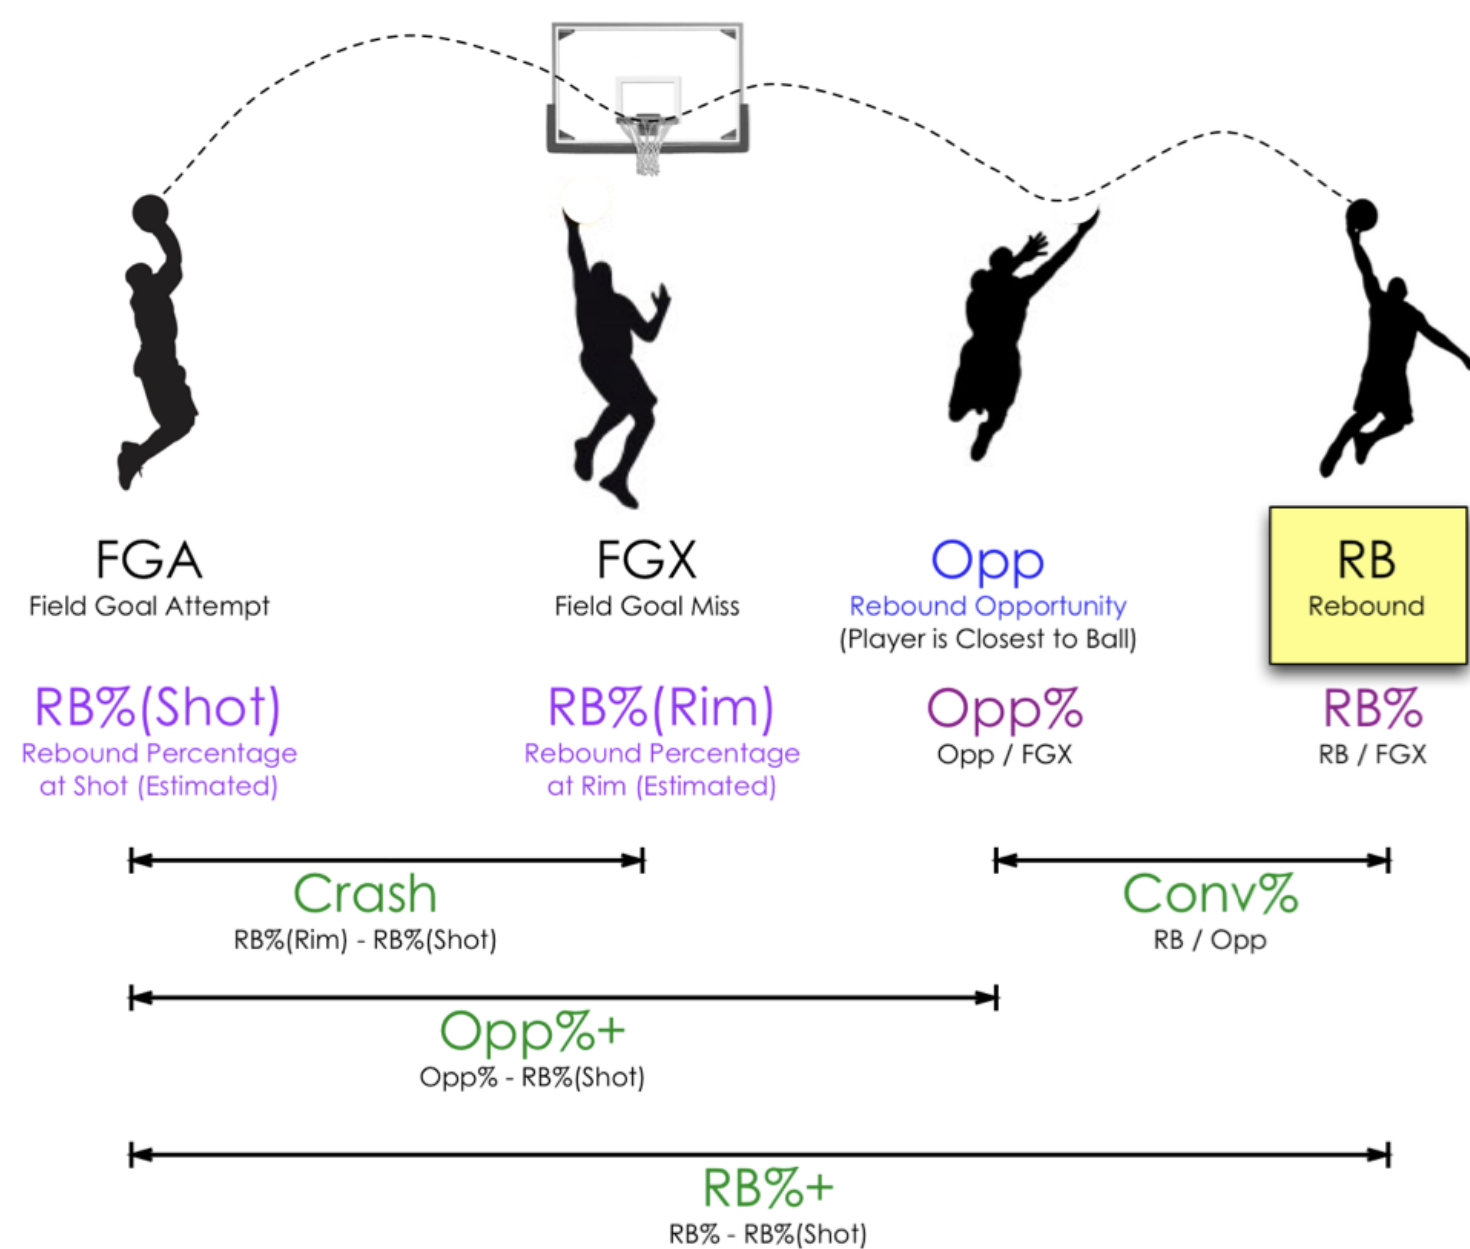 FGA
Field Goal Attempt
FGX
Field Goal Miss
Opp
Rebound Opportunity
(Player is Closest to Ball)
RB
Rebound
RB%(Shot)
Rebound Percentage
at Shot (Estimated)
RB%(Rim)
Rebound Percentage
at Rim (Estimated)
Opp%
Opp / FGX
RB%
RB / FGX
Crash
RB%(Rim) - RB%(Shot)
Conv%
RB / Opp
Opp%+
Opp% - RB%(Shot)
RB%+
RB% - RB%(Shot)